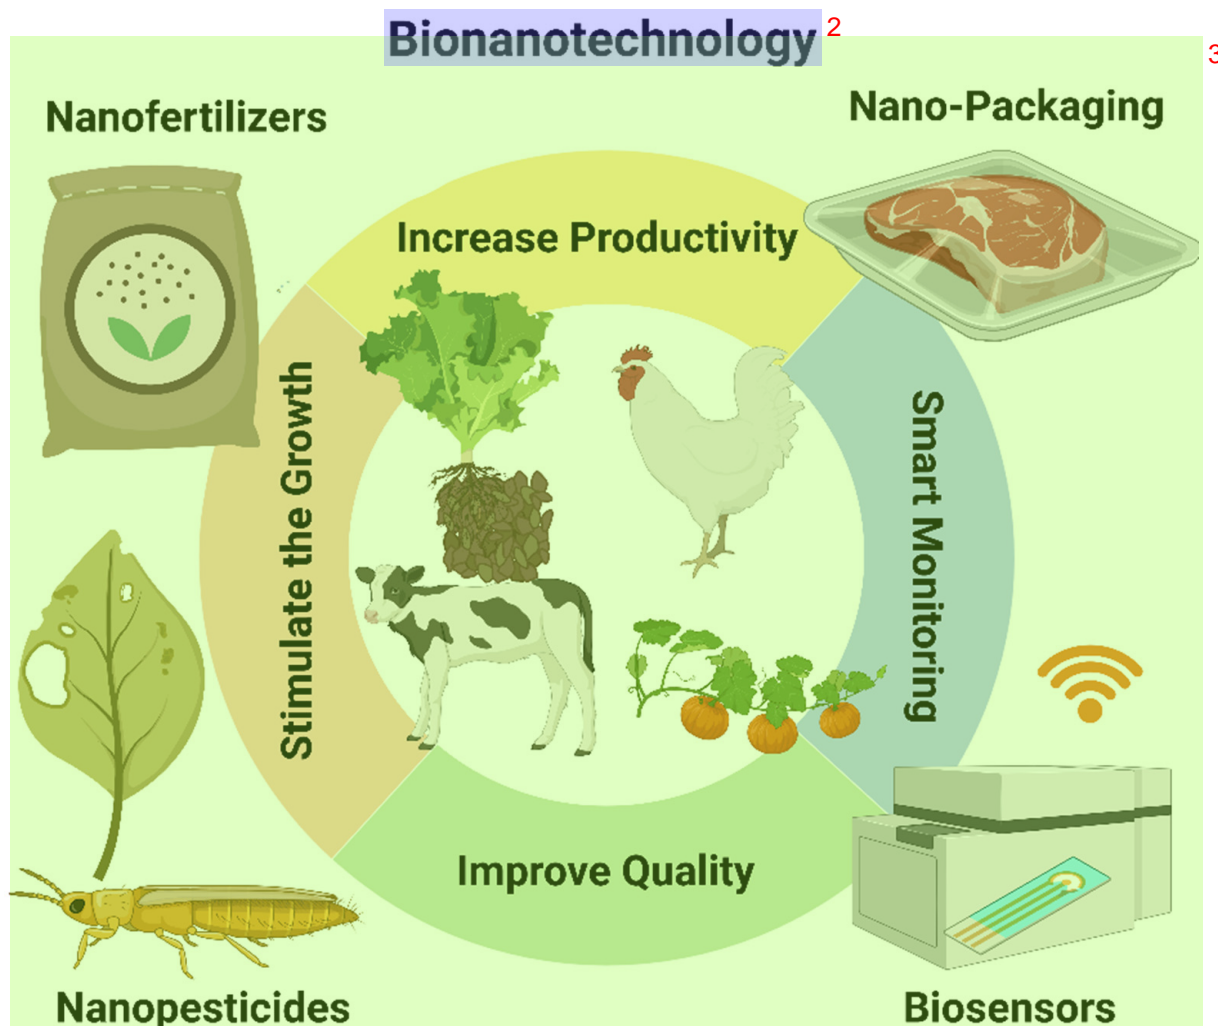 Bionanotechnology
2
3
Nanofertilizers
Nano-Packaging
Increase Productivity
Stimulate the Growth
Smart Monitoring
Improve Quality
Nanopesticides
Biosensors